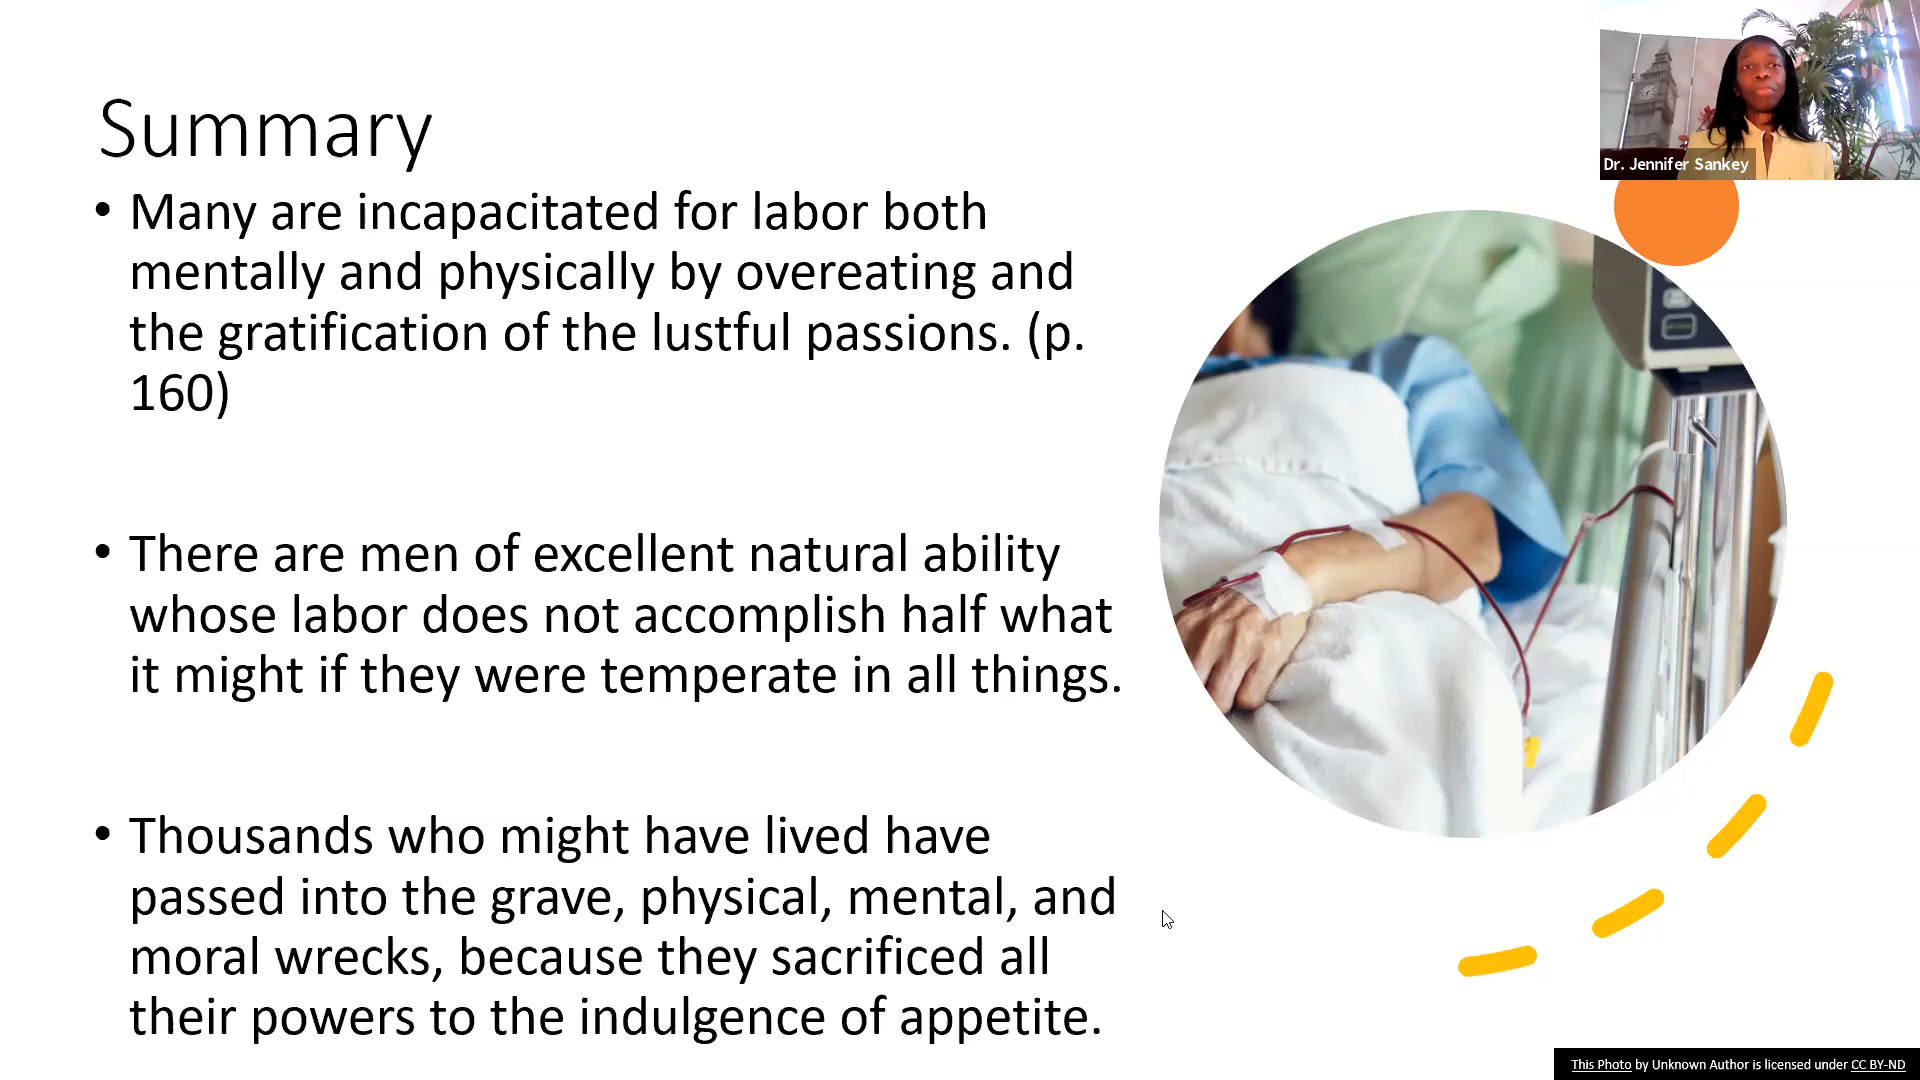 Summary
• Many are incapacitated for labor both
mentally and physically by overeating and
the gratification of the lustful passions. (p.
160)
• There are men of excellent natural ability
whose labor does not accomplish half what
it might if they were temperate in all things.
• Thousands who might have lived have
passed into the grave, physical, mental, and
moral wrecks, because they sacrificed all
their powers to the indulgence of appetite.
Dr. Jennifer Sankey
This Photo by Unknown Author is licensed under CC BY-ND